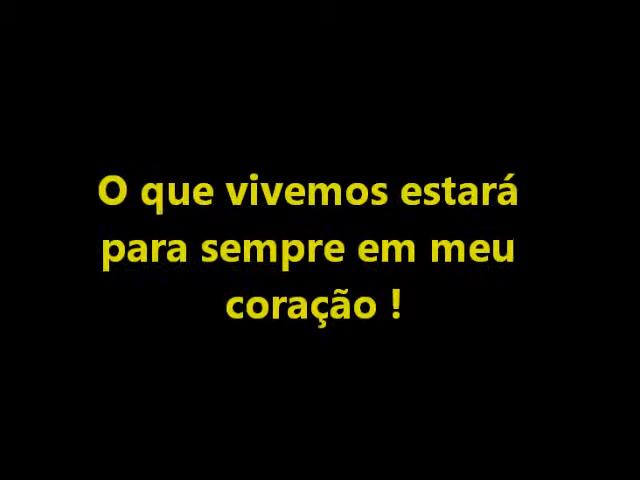 O que vivemos estará
para sempre em meu
coração !